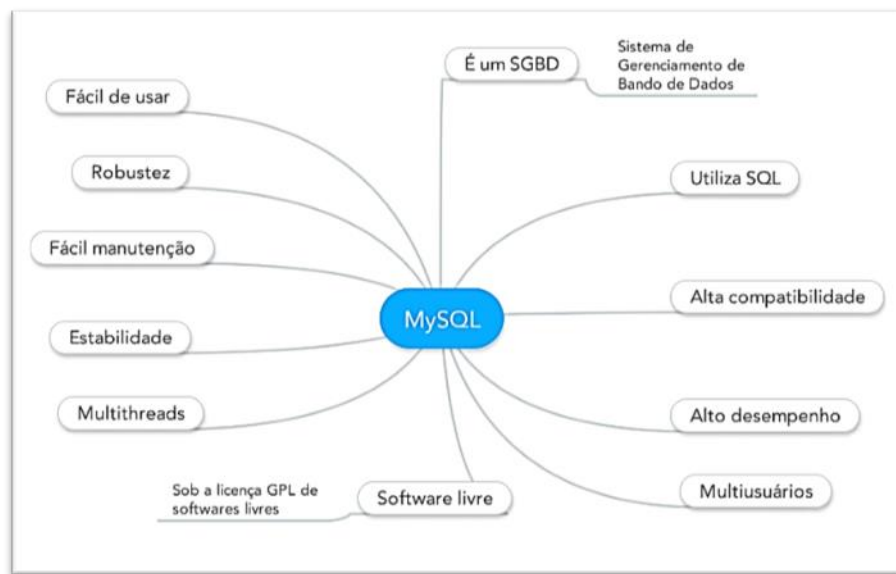 É um SGBD
Sistema de
Gerenciamento de
Bando de Dados
Fácil de usar
Robustez
Utiliza SQL
Fácil manutenção
Alta compatibilidade
MySQL
Estabilidade
Multithreads
Alto desempenho
Sob a licença GPL de
softwares livres
Software livre
Multiusuários